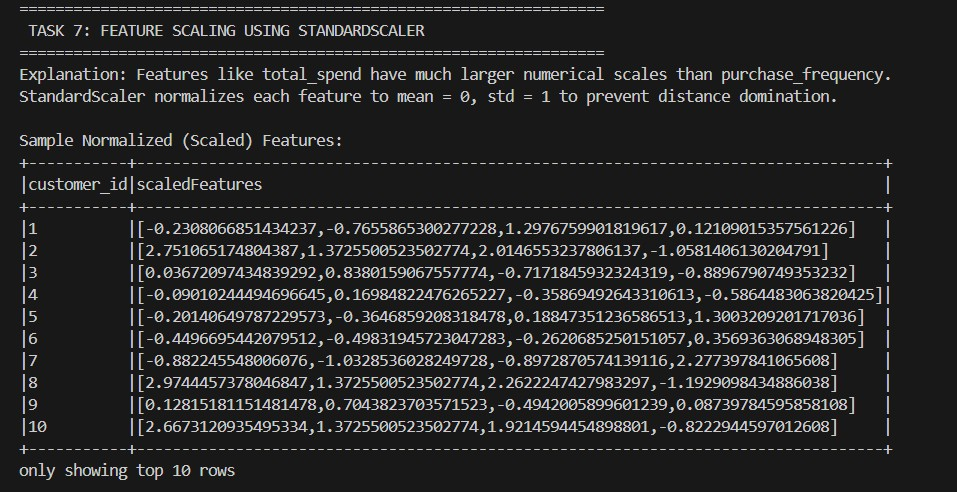 =================================================================
TASK 7: FEATURE SCALING USING STANDARDSCALER
=================================================================
Explanation: Features like total_spend have much larger numerical scales than purchase_frequency.
StandardScaler normalizes each feature to mean = 0, std = 1 to prevent distance domination.
Sample Normalized (Scaled) Features:
+-----------+-----------------------------------------------------------------------------------+
|customer_id|scaledFeatures                                                                     |
+-----------+-----------------------------------------------------------------------------------+
|1          |[-0.2308066851434237,-0.7655865300277228,1.2976759901819617,0.12109015357561226]   |
|2          |[2.751065174804387,1.3725500523502774,2.0146553237806137,-1.0581406130204791]      |
|3          |[0.03672097434839292,0.8380159067557774,-0.7171845932324319,-0.8896790749353232]   |
|4          |[-0.09010244494696645,0.16984822476265227,-0.35869492643310613,-0.5864483063820425]|
|5          |[-0.20140649787229573,-0.3646859208318478,0.18847351236586513,1.3003209201717036]  |
|6          |[-0.4496695442079512,-0.49831945723047283,-0.2620685250151057,0.3569363068948305]  |
|7          |[-0.882245548006076,-1.0328536028249728,-0.8972870574139116,2.277397841065608]     |
|8          |[2.9744457378046847,1.3725500523502774,2.2622247427983297,-1.1929098434886038]     |
|9          |[0.12815181151481478,0.7043823703571523,-0.4942005899601239,0.08739784595858108]   |
|10         |[2.6673120935495334,1.3725500523502774,1.9214594454898801,-0.8222944597012608]     |
+-----------+-----------------------------------------------------------------------------------+
only showing top 10 rows